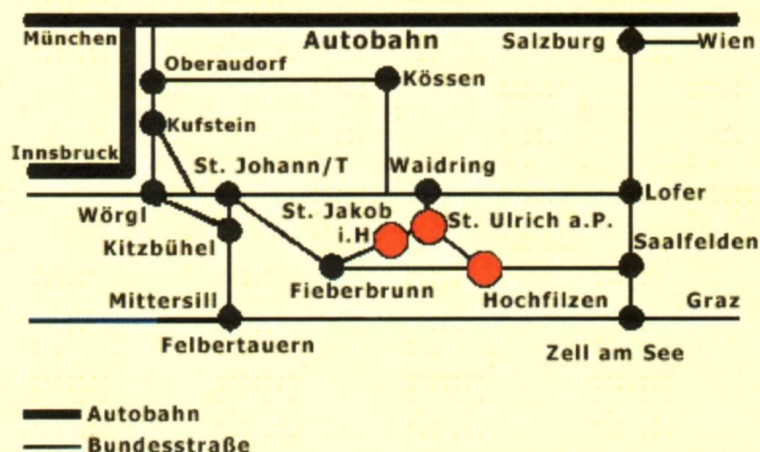 München
Autobahn
Salzburg
Wien
Oberaudorf
Kössen
Kufstein
Innsbruck
St. Johann/T
Waidring
Lofer
Wörgl
St. Jakob
i.H
St. Ulrich a.P.
Kitzbühel
Saalfelden
Fieberbrunn
Hochfilzen
Mittersill
Graz
Felbertauern
Zell am See
Autobahn
Bundesstraße